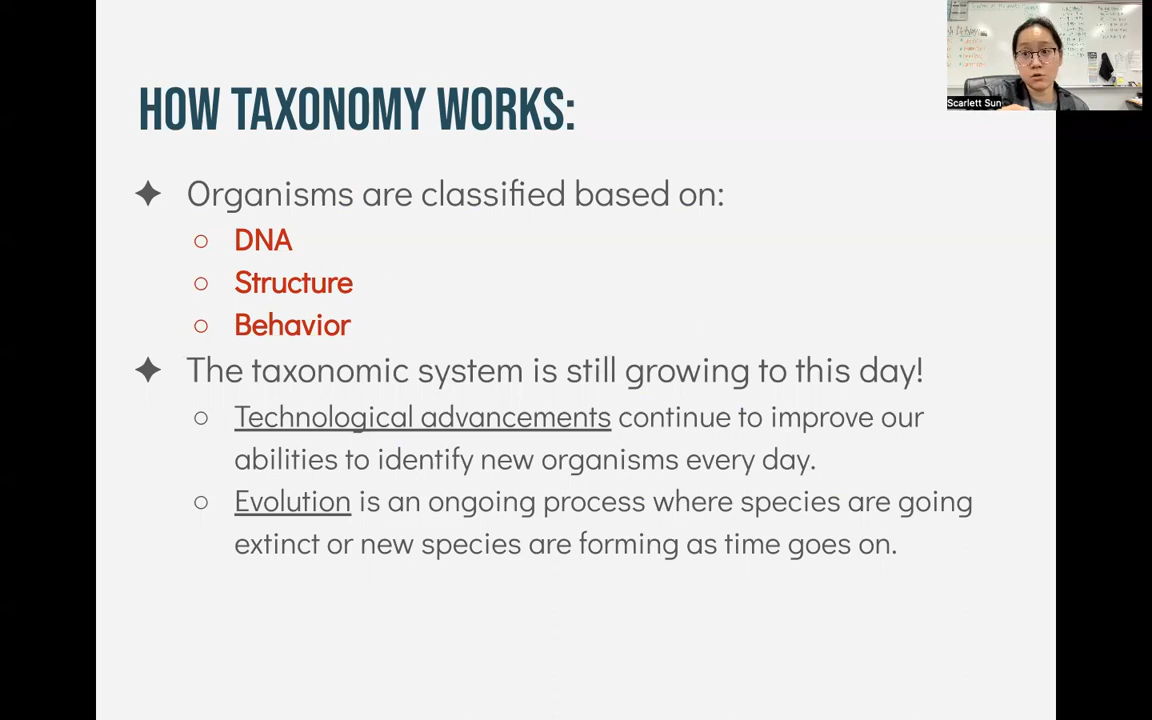 HOW TAXONOMY WORKS:
Scarlett Sun
Organisms are classified based on:
DNA
Structure
Behavior
The taxonomic system is still growing to this day!
Technological advancements continue to improve our
abilities to identify new organisms every day.
Evolution is an ongoing process where species are going
extinct or new species are forming as time goes on.